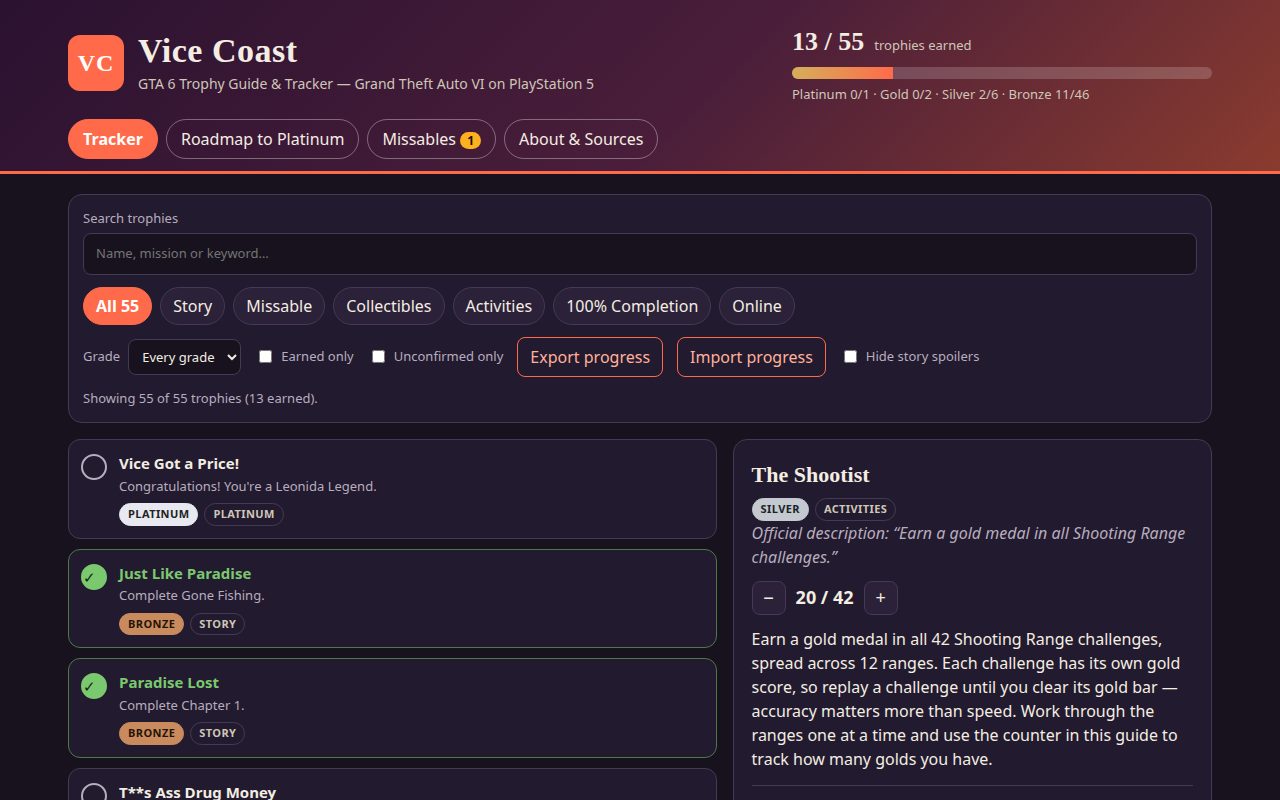 VC
Vice Coast
GTA 6 Trophy Guide & Tracker — Grand Theft Auto VI on PlayStation 5
13 / 55 trophies earned
Platinum 0/1 · Gold 0/2 · Silver 2/6 · Bronze 11/46
Tracker
Roadmap to Platinum
Missables 1
About & Sources
Search trophies
Name, mission or keyword...
All 55
Story
Missable
Collectibles
Activities
100% Completion
Online
Grade
Every grade
Earned only
Unconfirmed only
Export progress
Import progress
Hide story spoilers
Showing 55 of 55 trophies (13 earned).
Vice Got a Price!
Congratulations! You're a Leonida Legend.
PLATINUM
PLATINUM
✓
Just Like Paradise
Complete Gone Fishing.
BRONZE
STORY
✓
Paradise Lost
Complete Chapter 1.
BRONZE
STORY
T**s Ass Drug Money
The Shootist
SILVER
ACTIVITIES
Official description: “Earn a gold medal in all Shooting Range
challenges.”
− 20 / 42 +
Earn a gold medal in all 42 Shooting Range challenges,
spread across 12 ranges. Each challenge has its own gold
score, so replay a challenge until you clear its gold bar —
accuracy matters more than speed. Work through the
ranges one at a time and use the counter in this guide to
track how many golds you have.